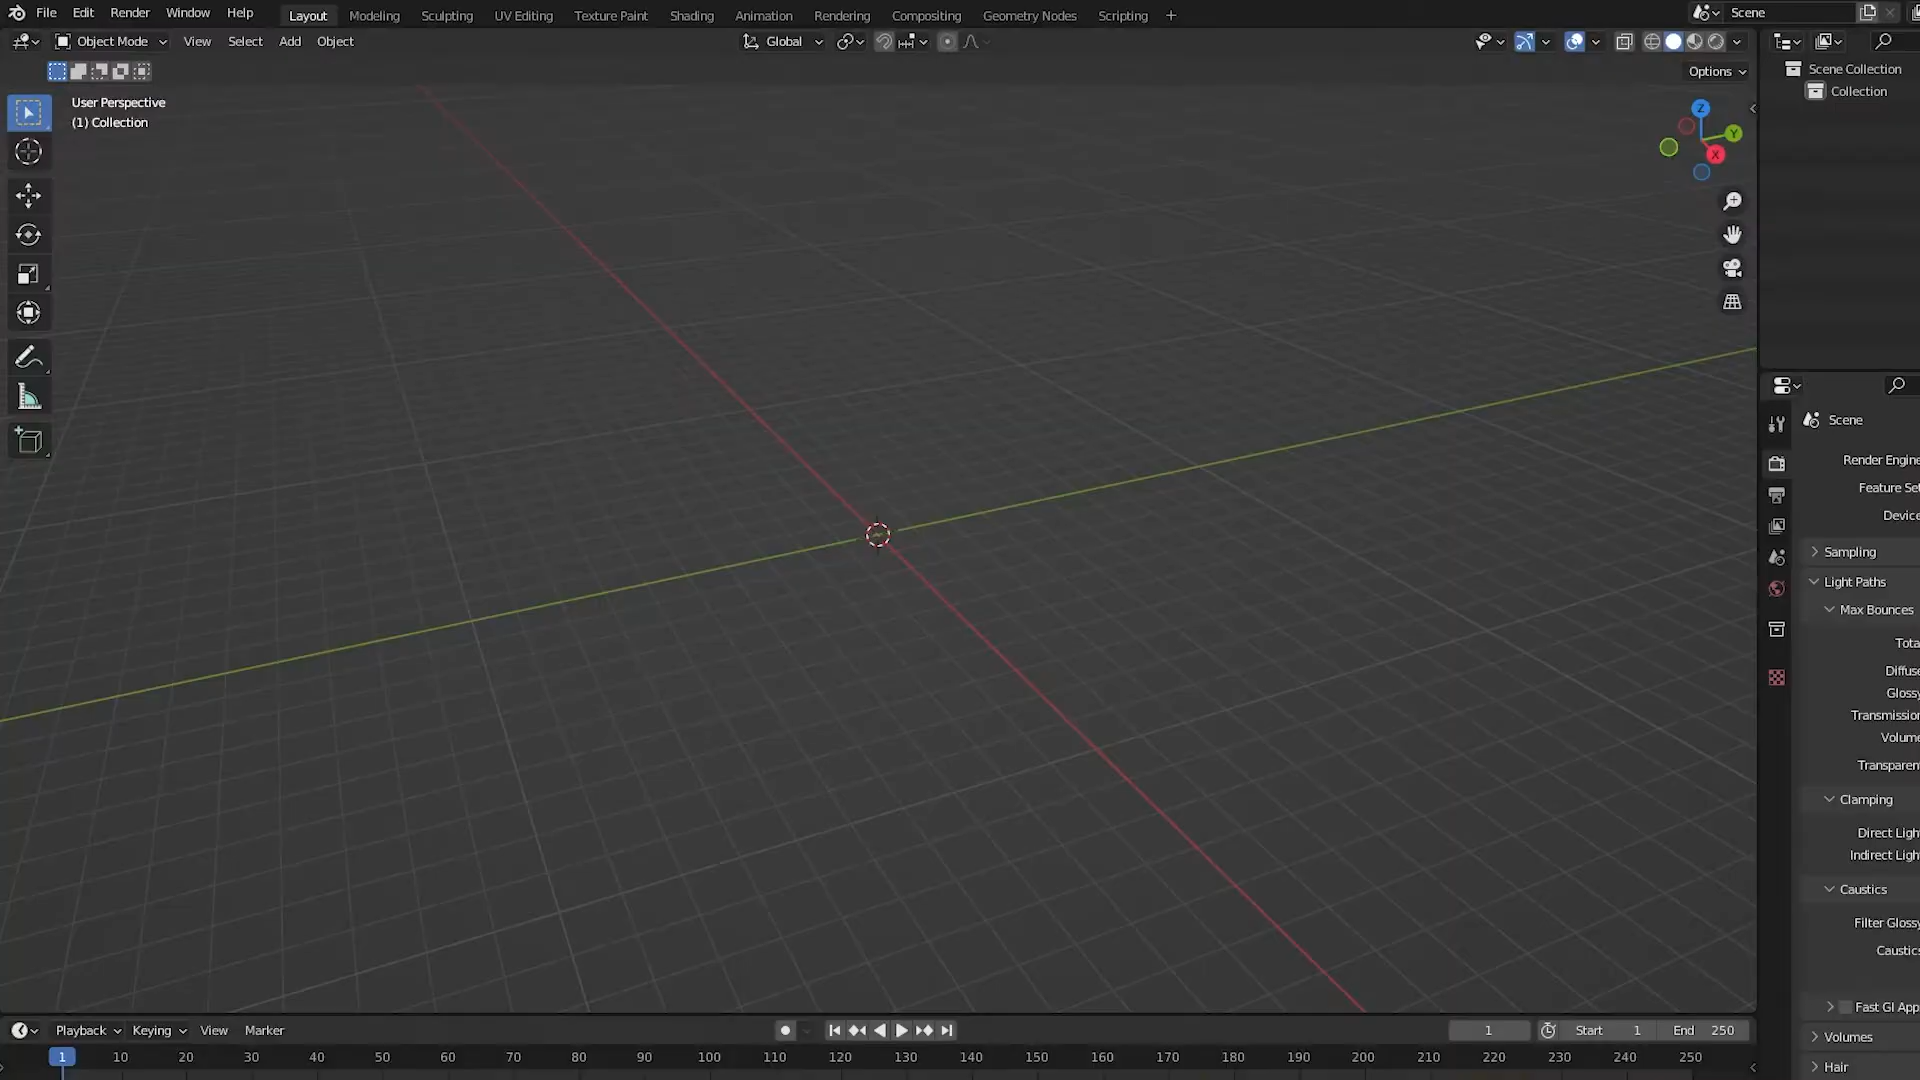 File Edit Render Window Help Layout Modeling Sculpting UV Editing Texture Paint Shading Animation Rendering Compositing Geometry Nodes Scripting + Scene
Object Mode View Select Add Object Global
Options
User Perspective
(1) Collection
Z
Y
X
Scene Collection
Collection
Scene
Render Engine
Feature Set
Device
Sampling
Light Paths
Max Bounces
Tota
Diffuse
Glossy
Transmission
Volume
Transparent
Clamping
Direct Ligh
Indirect Ligh
Caustics
Filter Glossy
Caustics
Fast GI App
Volumes
Hair
Playback Keying View Marker 1 Start 1 End 250
1 10 20 30 40 50 60 70 80 90 100 110 120 130 140 150 160 170 180 190 200 210 220 230 240 250